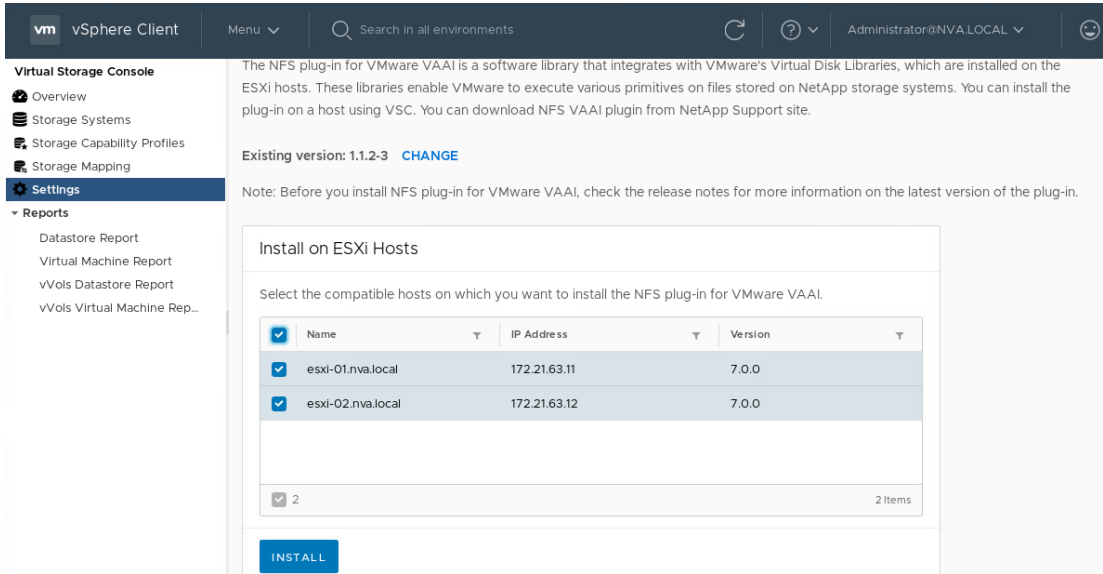 vm vSphere Client Menu Search in all environments Administrator@NVA.LOCAL
Virtual Storage Console
Overview
Storage Systems
Storage Capability Profiles
Storage Mapping
Settings
Reports
Datastore Report
Virtual Machine Report
vVols Datastore Report
vVols Virtual Machine Rep...
The NFS plug-in for VMware VAAI is a software library that integrates with VMware's Virtual Disk Libraries, which are installed on the
ESXi hosts. These libraries enable VMware to execute various primitives on files stored on NetApp storage systems. You can install the
plug-in on a host using VSC. You can download NFS VAAI plugin from NetApp Support site.
Existing version: 1.1.2-3 CHANGE
Note: Before you install NFS plug-in for VMware VAAI, check the release notes for more information on the latest version of the plug-in.
Install on ESXi Hosts
Select the compatible hosts on which you want to install the NFS plug-in for VMware VAAI.
Name IP Address Version
esxi-01.nva.local 172.21.63.11 7.0.0
esxi-02.nva.local 172.21.63.12 7.0.0
2 2 Items
INSTALL